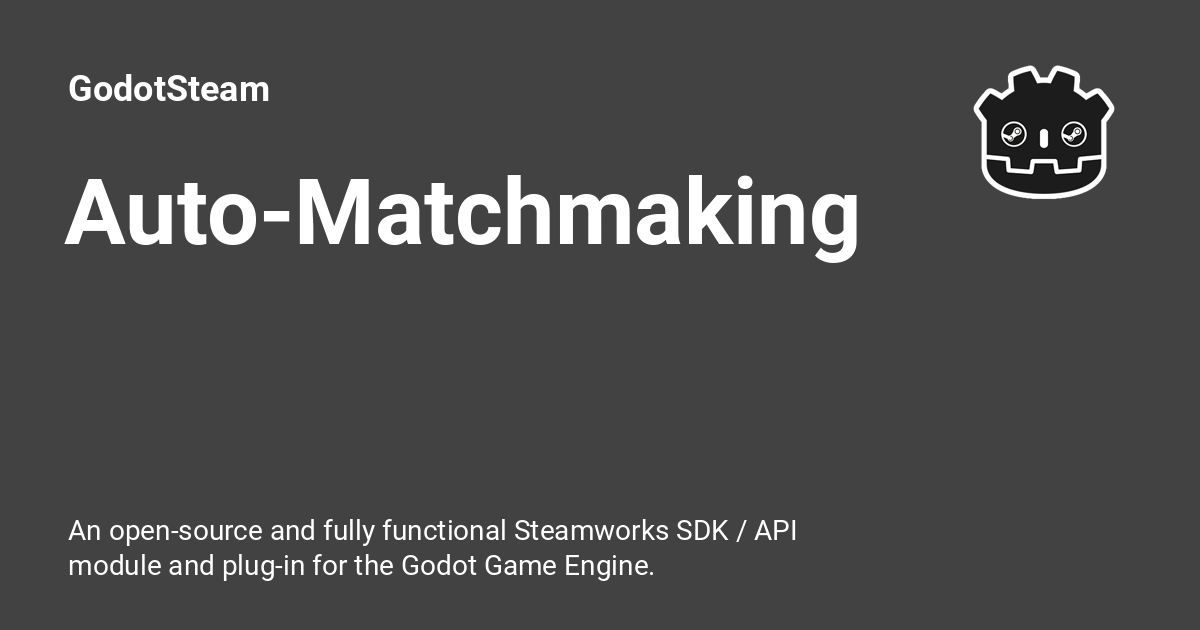 GodotSteam
Auto-Matchmaking
An open-source and fully functional Steamworks SDK / API
module and plug-in for the Godot Game Engine.